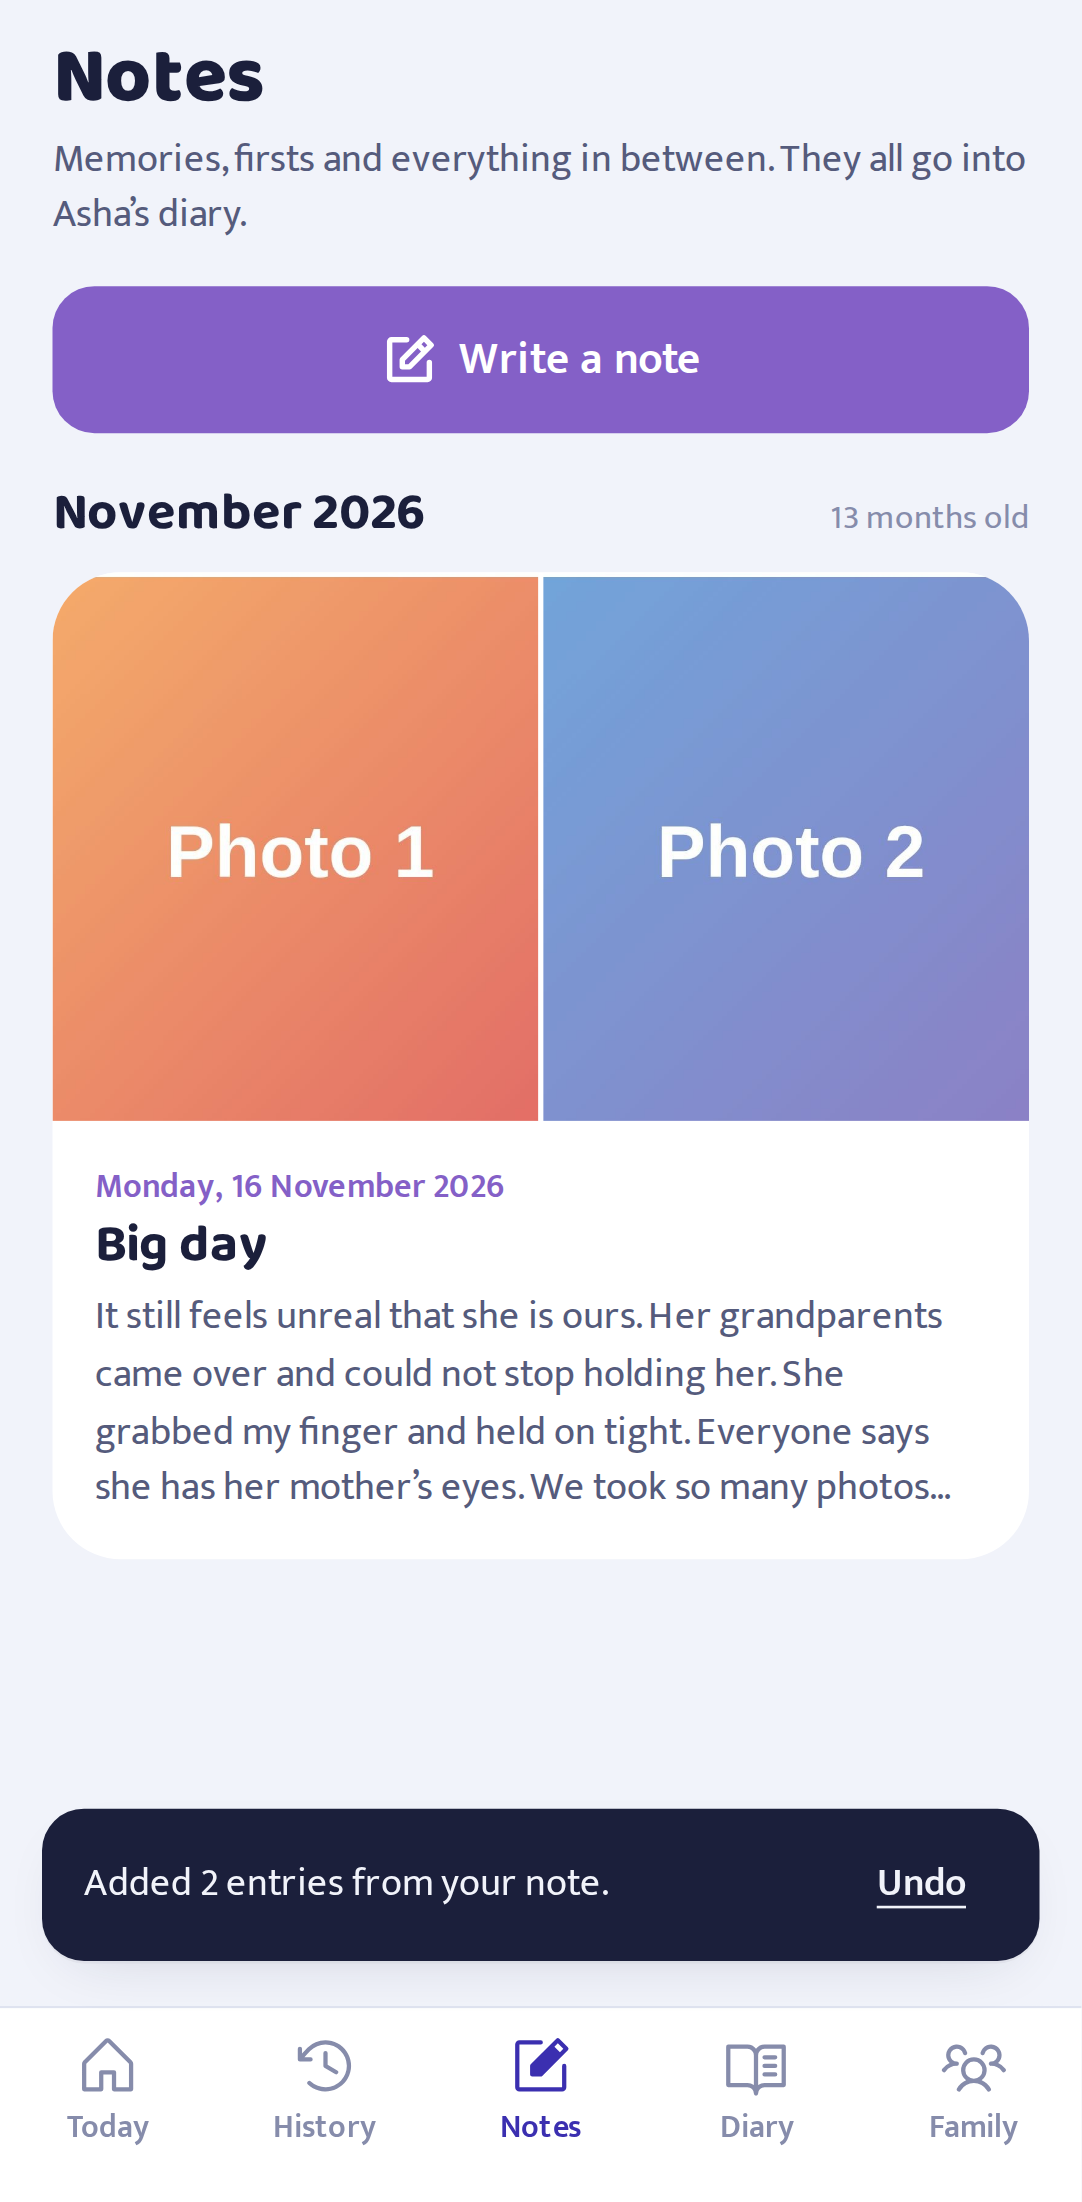 Notes
Memories, firsts and everything in between. They all go into
Asha’s diary.
Write a note
November 2026
13 months old
Photo 1
Photo 2
Monday, 16 November 2026
Big day
It still feels unreal that she is ours. Her grandparents
came over and could not stop holding her. She
grabbed my finger and held on tight. Everyone says
she has her mother’s eyes. We took so many photos...
Added 2 entries from your note.
Undo
Today
History
Notes
Diary
Family